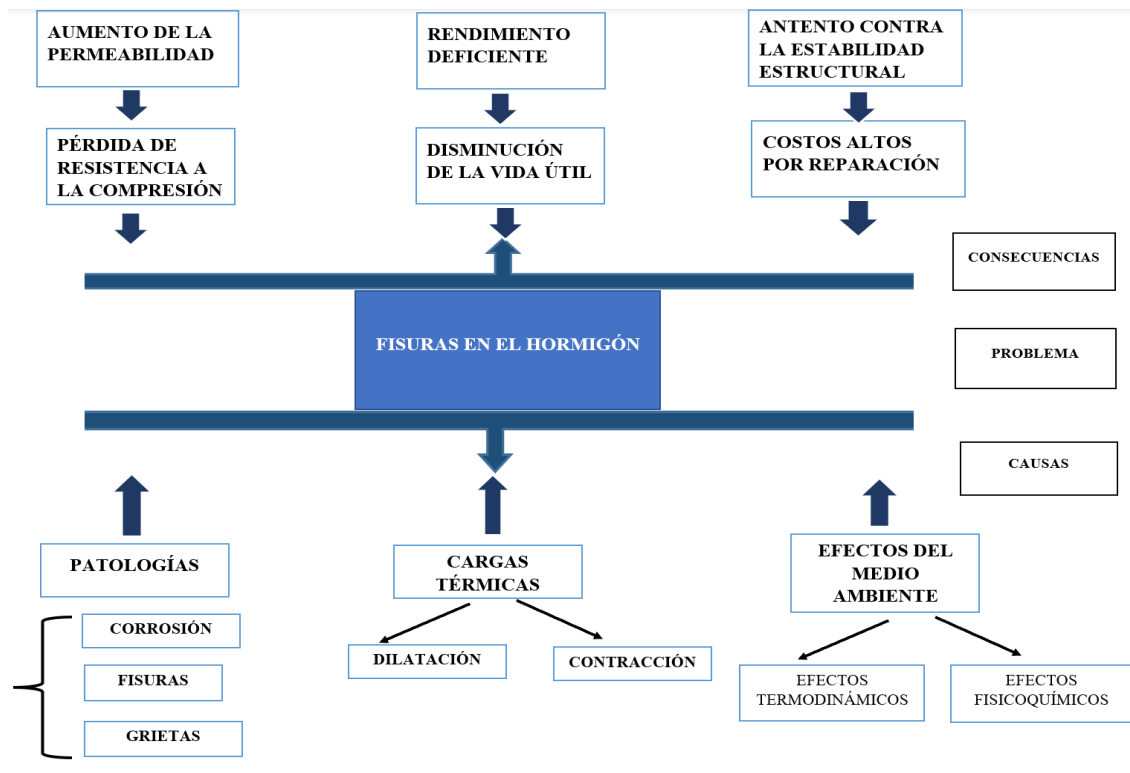 AUMENTO DE LA
PERMEABILIDAD
RENDIMIENTO
DEFICIENTE
ANTENTO CONTRA
LA ESTABILIDAD
ESTRUCTURAL
PÉRDIDA DE
RESISTENCIA A
LA COMPRESIÓN
DISMINUCIÓN
DE LA VIDA ÚTIL
COSTOS ALTOS
POR REPARACIÓN
CONSECUENCIAS
FISURAS EN EL HORMIGÓN
PROBLEMA
CAUSAS
PATOLOGÍAS
CORROSIÓN
FISURAS
GRIETAS
CARGAS
TÉRMICAS
DILATACIÓN
CONTRACCIÓN
EFECTOS DEL
MEDIO
AMBIENTE
EFECTOS
TERMODINÁMICOS
EFECTOS
FISICOQUÍMICOS